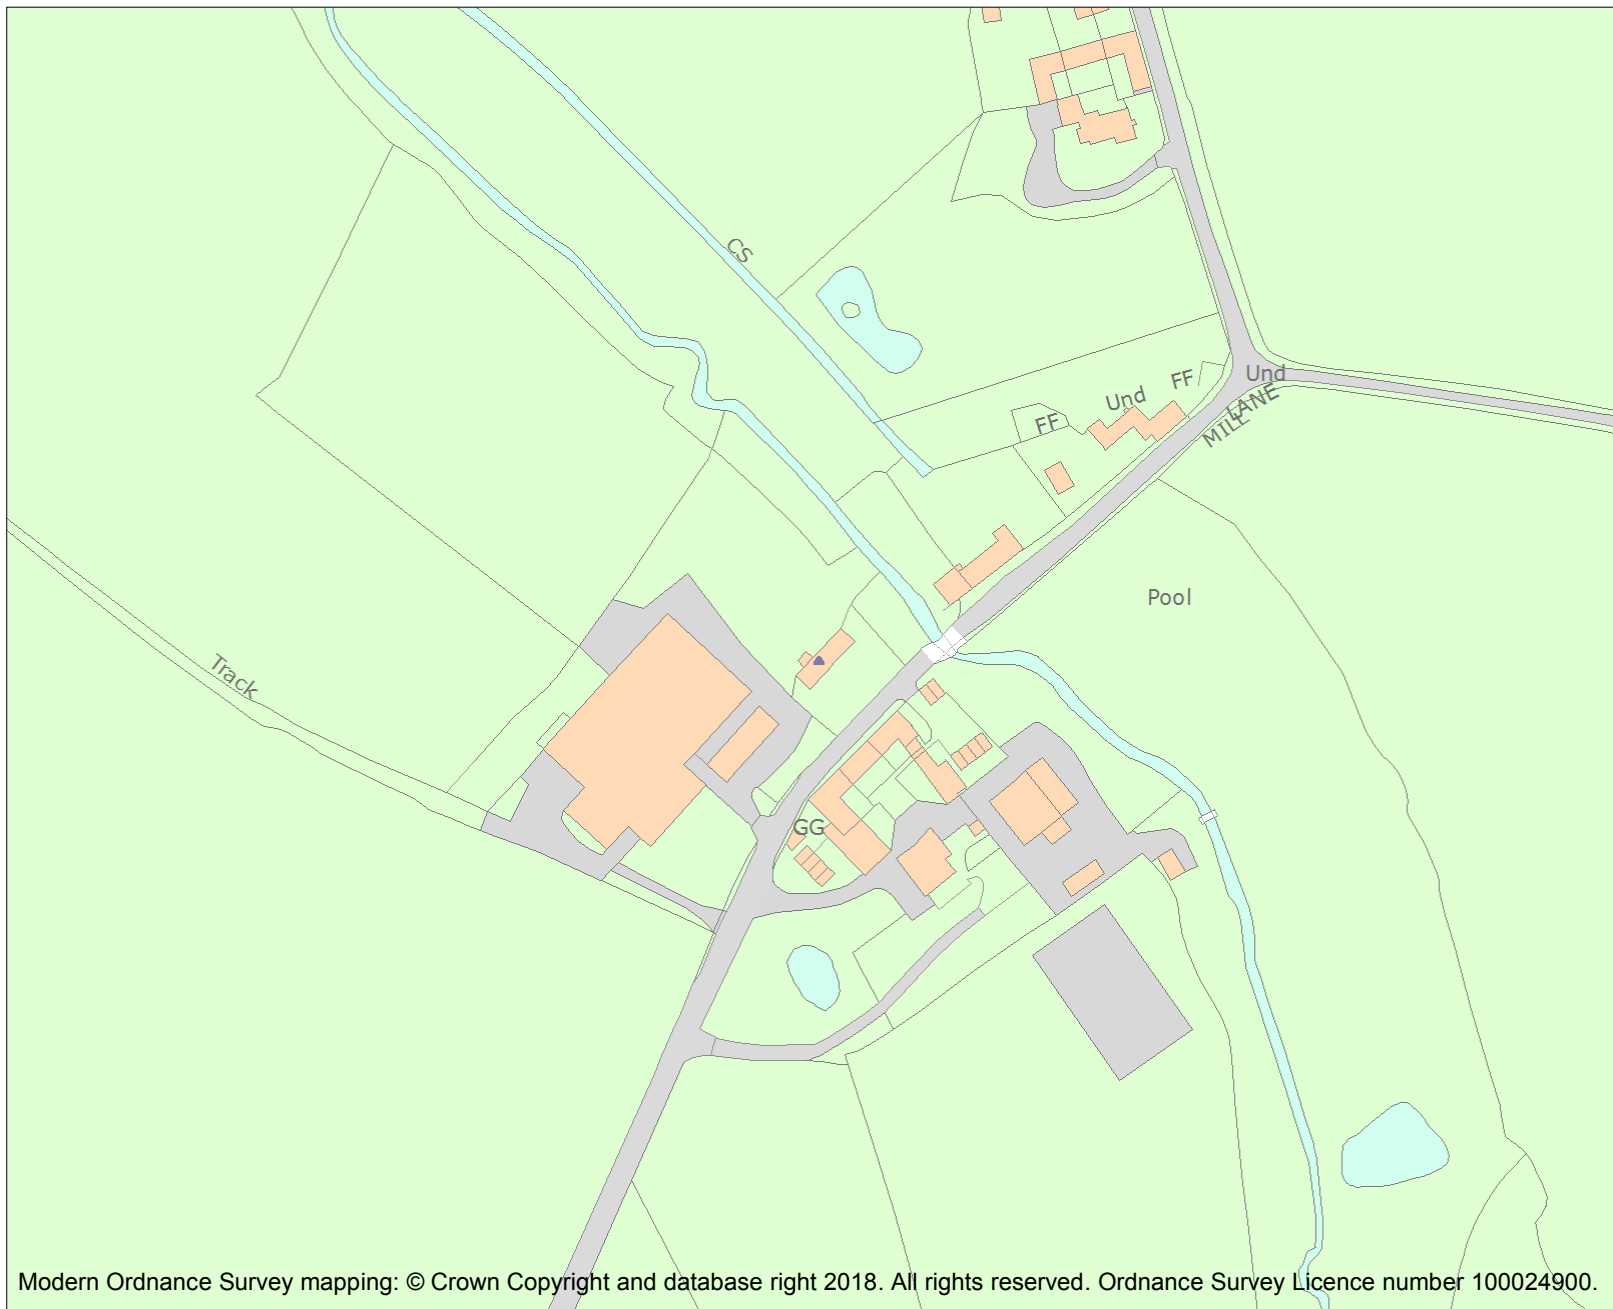 CS
Und
FF
Und
FF
MILL LANE
Pool
Track
GG
Modern Ordnance Survey mapping: © Crown Copyright and database right 2018. All rights reserved. Ordnance Survey Licence number 100024900.